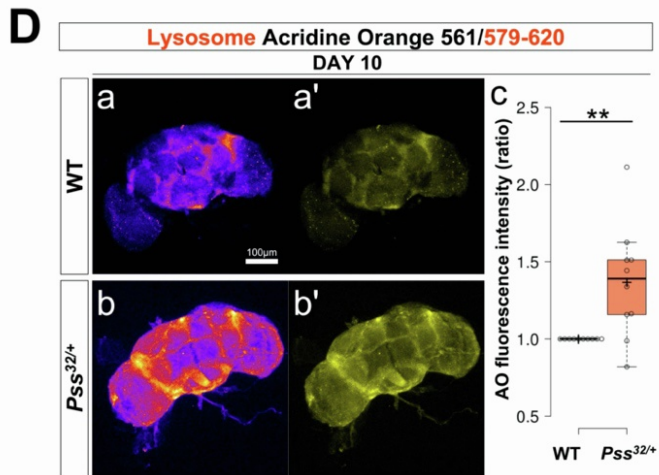 D
Lysosome Acridine Orange 561/579-620
DAY 10
WT
a
a'
100μm
Pss32/+
b
b'
c
AO fluorescence intensity (ratio)
2.5
2.0
1.5
1.0
0.5
**
WT
Pss32/+